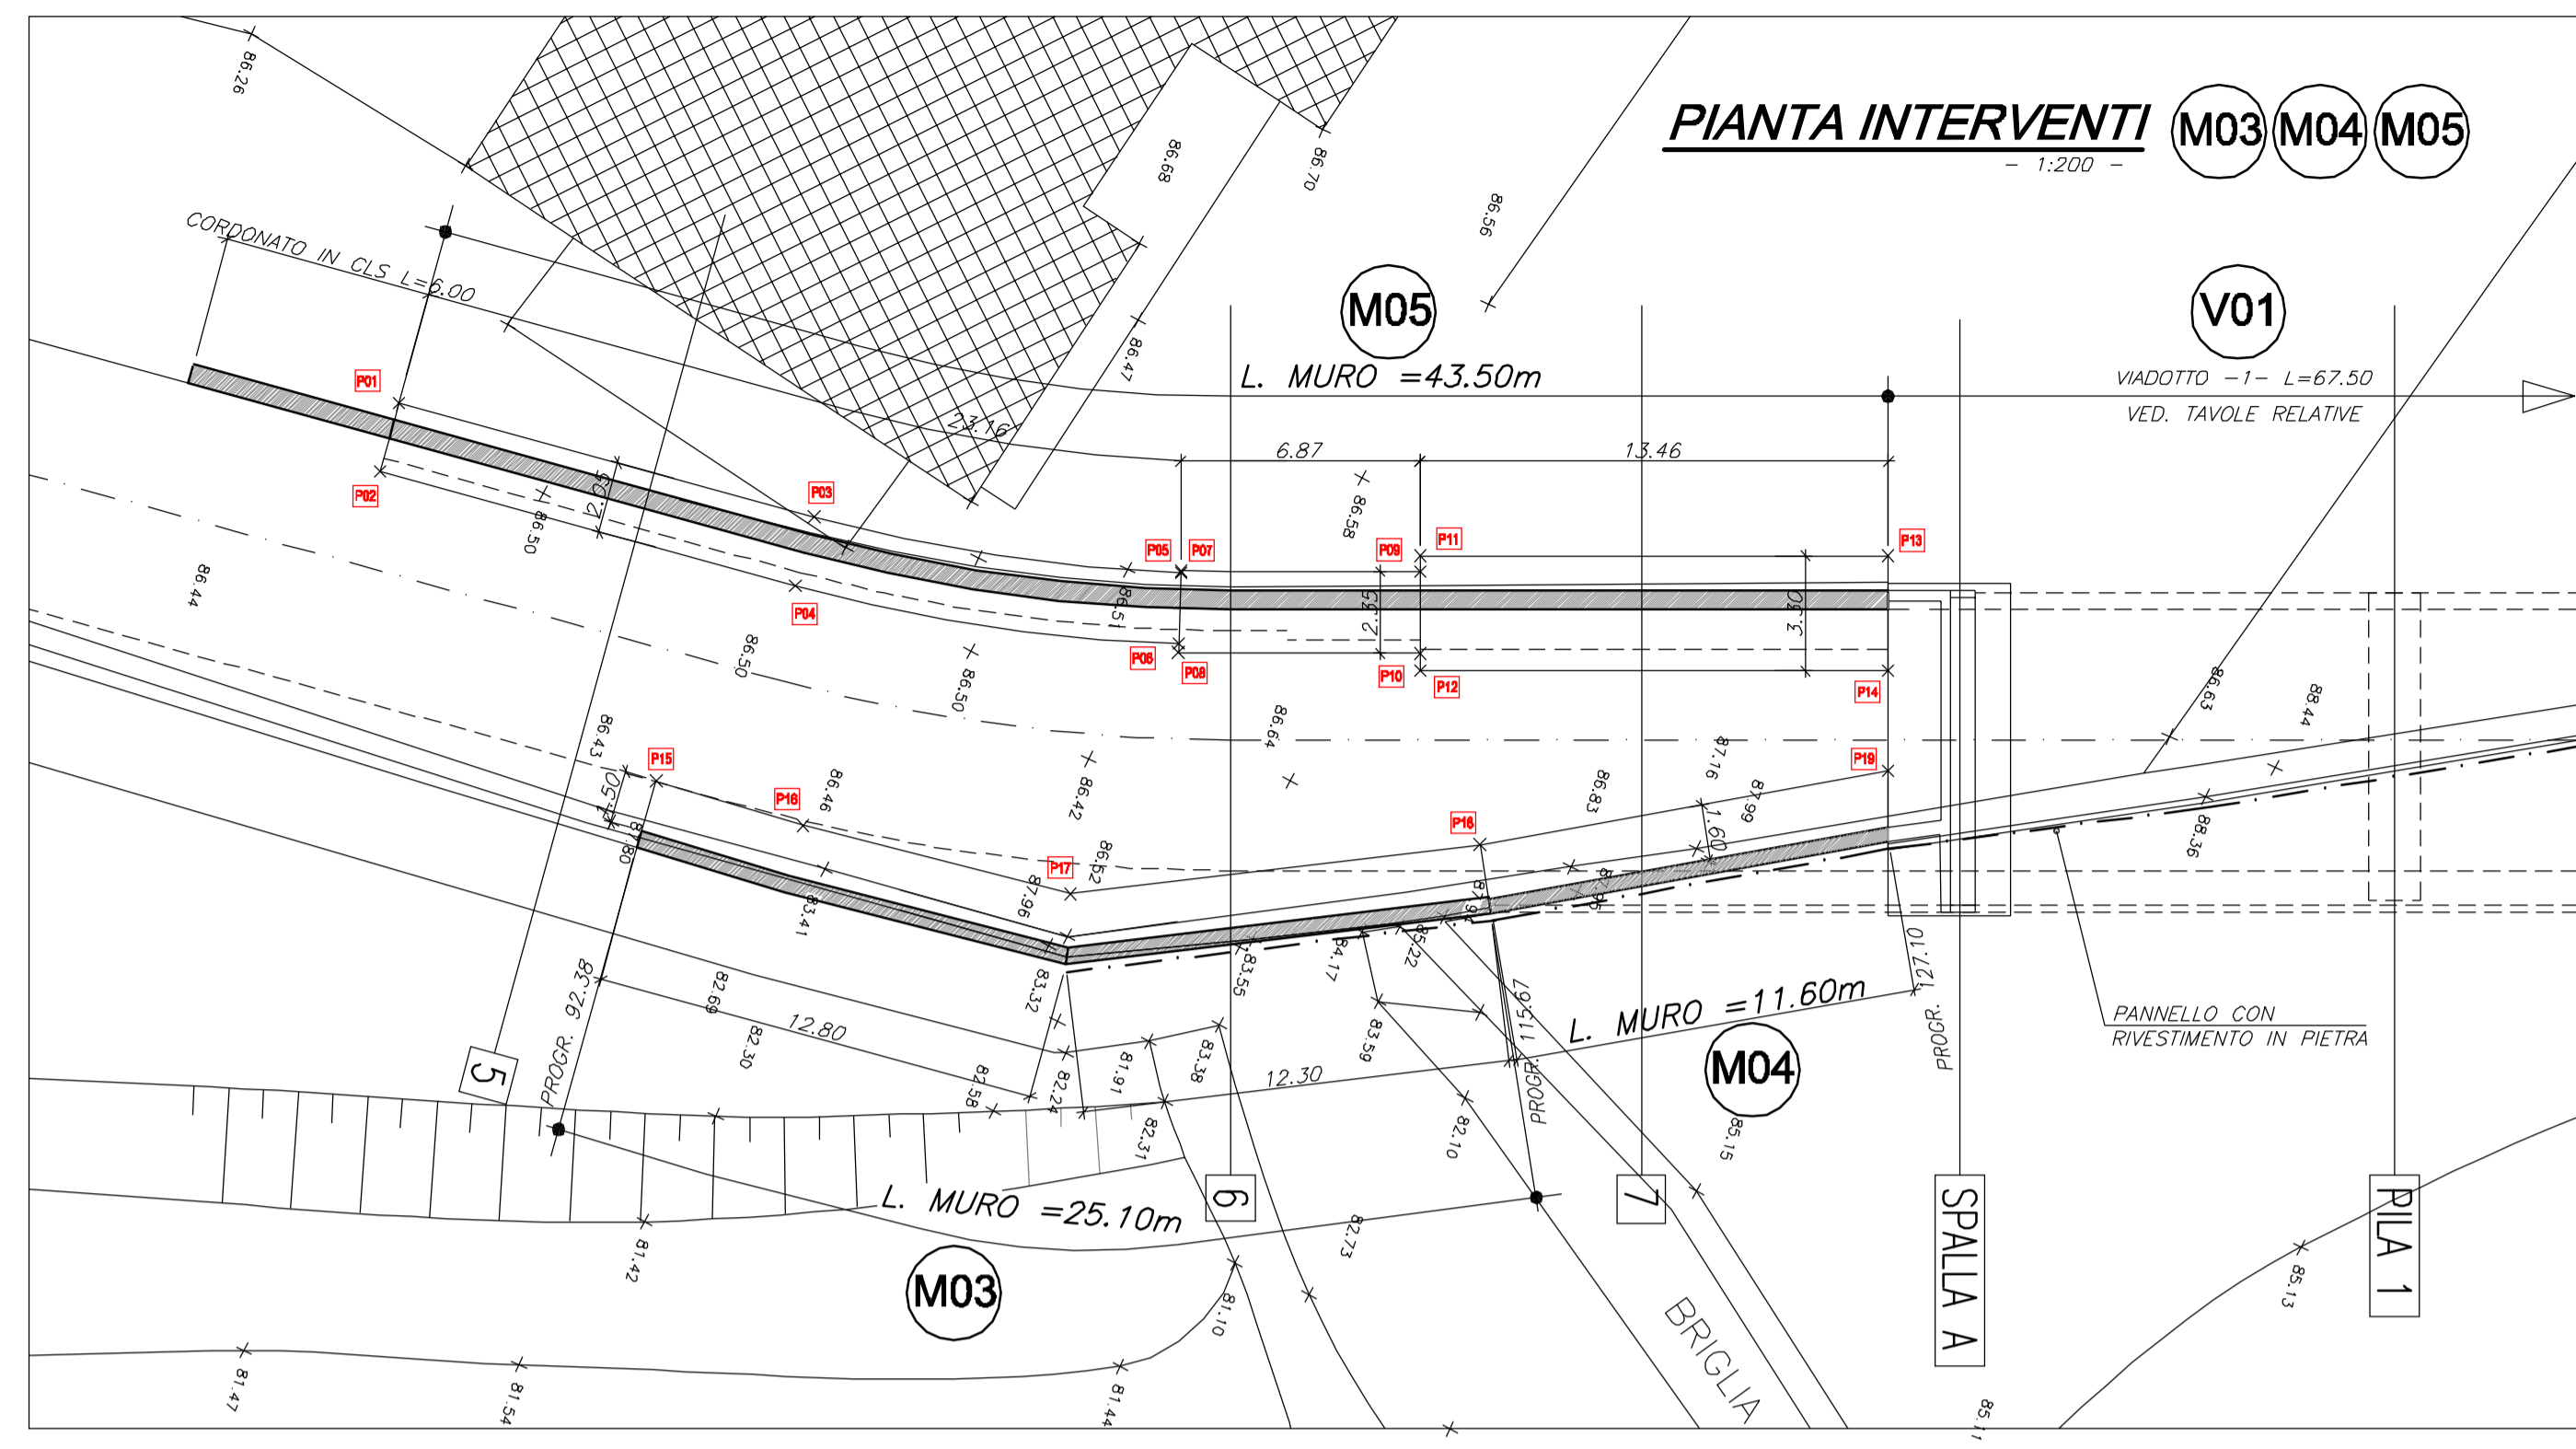 PIANTA INTERVENTI M03 M04 M05
- 1:200 -
86.26
86.68
86.70
86.56
CORDONATO IN CLS L=6.00
86.47
M05
L. MURO =43.50m
V01
VIADOTTO -1- L=67.50
VED. TAVOLE RELATIVE
P01
P02
23.16
6.87
13.46
2.05
86.50
P03
P04
86.58
P05
P07
P09
P11
P13
86.51
2.35
3.30
P06
P08
P10
P12
P14
86.44
86.50
86.50
86.64
86.63
88.44
86.43
P15
1.50
P16
86.46
86.42
87.16
P19
86.83
87.99
1.60
P16
88.36
87.80
P17
86.52
87.96
83.41
85.22
84.17
83.55
83.32
82.69
82.30
12.80
PROGR. 92.38
5
PROGR. 115.67
PROGR. 127.10
L. MURO =11.60m
M04
PANNELLO CON
RIVESTIMENTO IN PIETRA
83.59
12.30
82.58
82.24
81.91
83.38
82.31
82.10
85.15
6
7
SPALLA A
PILA 1
L. MURO =25.10m
M03
82.73
81.42
81.10
85.13
BRIGLIA
81.47
81.54
81.44
85.11